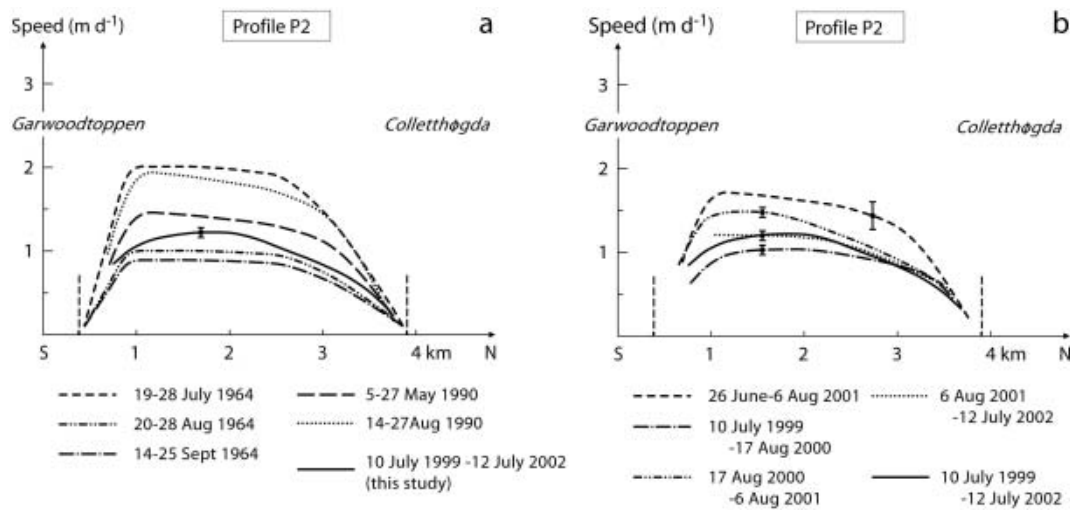 Speed (m d⁻¹)
Profile P2
a
3
Garwoodtoppen
Colletthøgda
2
1
S
1
2
3
4 km
N
19-28 July 1964
5-27 May 1990
20-28 Aug 1964
14-27Aug 1990
14-25 Sept 1964
10 July 1999 -12 July 2002
(this study)
Speed (m d⁻¹)
Profile P2
b
3
Garwoodtoppen
Colletthøgda
2
1
S
1
2
3
4 km
N
26 June-6 Aug 2001
6 Aug 2001
-12 July 2002
10 July 1999
-17 Aug 2000
17 Aug 2000
-6 Aug 2001
10 July 1999
-12 July 2002